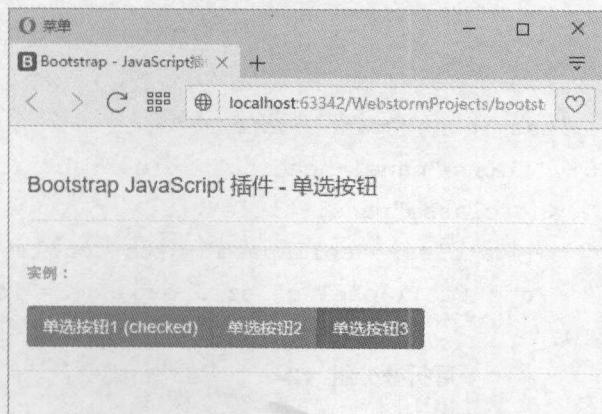 菜单
B Bootstrap - JavaScript插
localhost:63342/WebstormProjects/bootst
Bootstrap JavaScript 插件 - 单选按钮
实例：
单选按钮1 (checked) 单选按钮2 单选按钮3